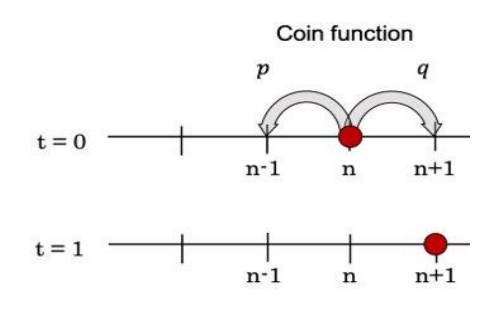 Coin function
p q
t = 0
n-1 n n+1
t = 1
n-1 n n+1